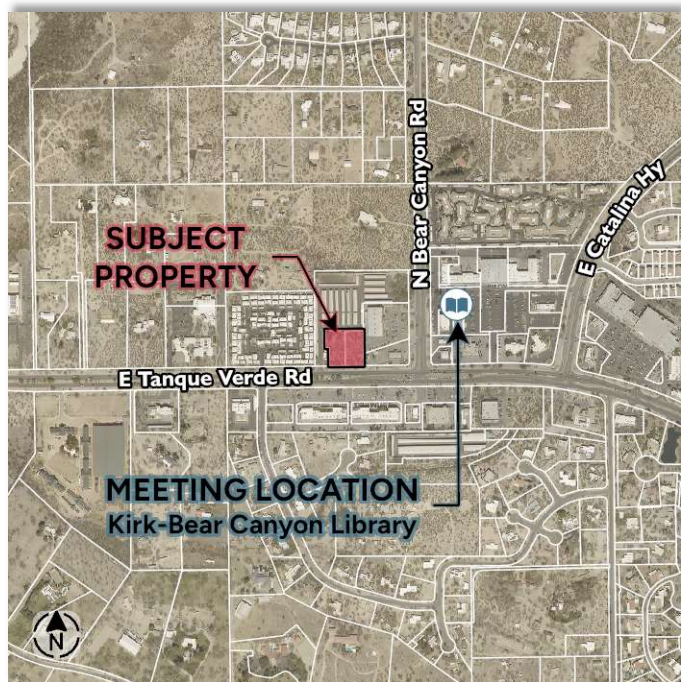 N Bear Canyon Rd
E Catalina Hy
SUBJECT
PROPERTY
E Tanque Verde Rd
MEETING LOCATION
Kirk-Bear Canyon Library
N